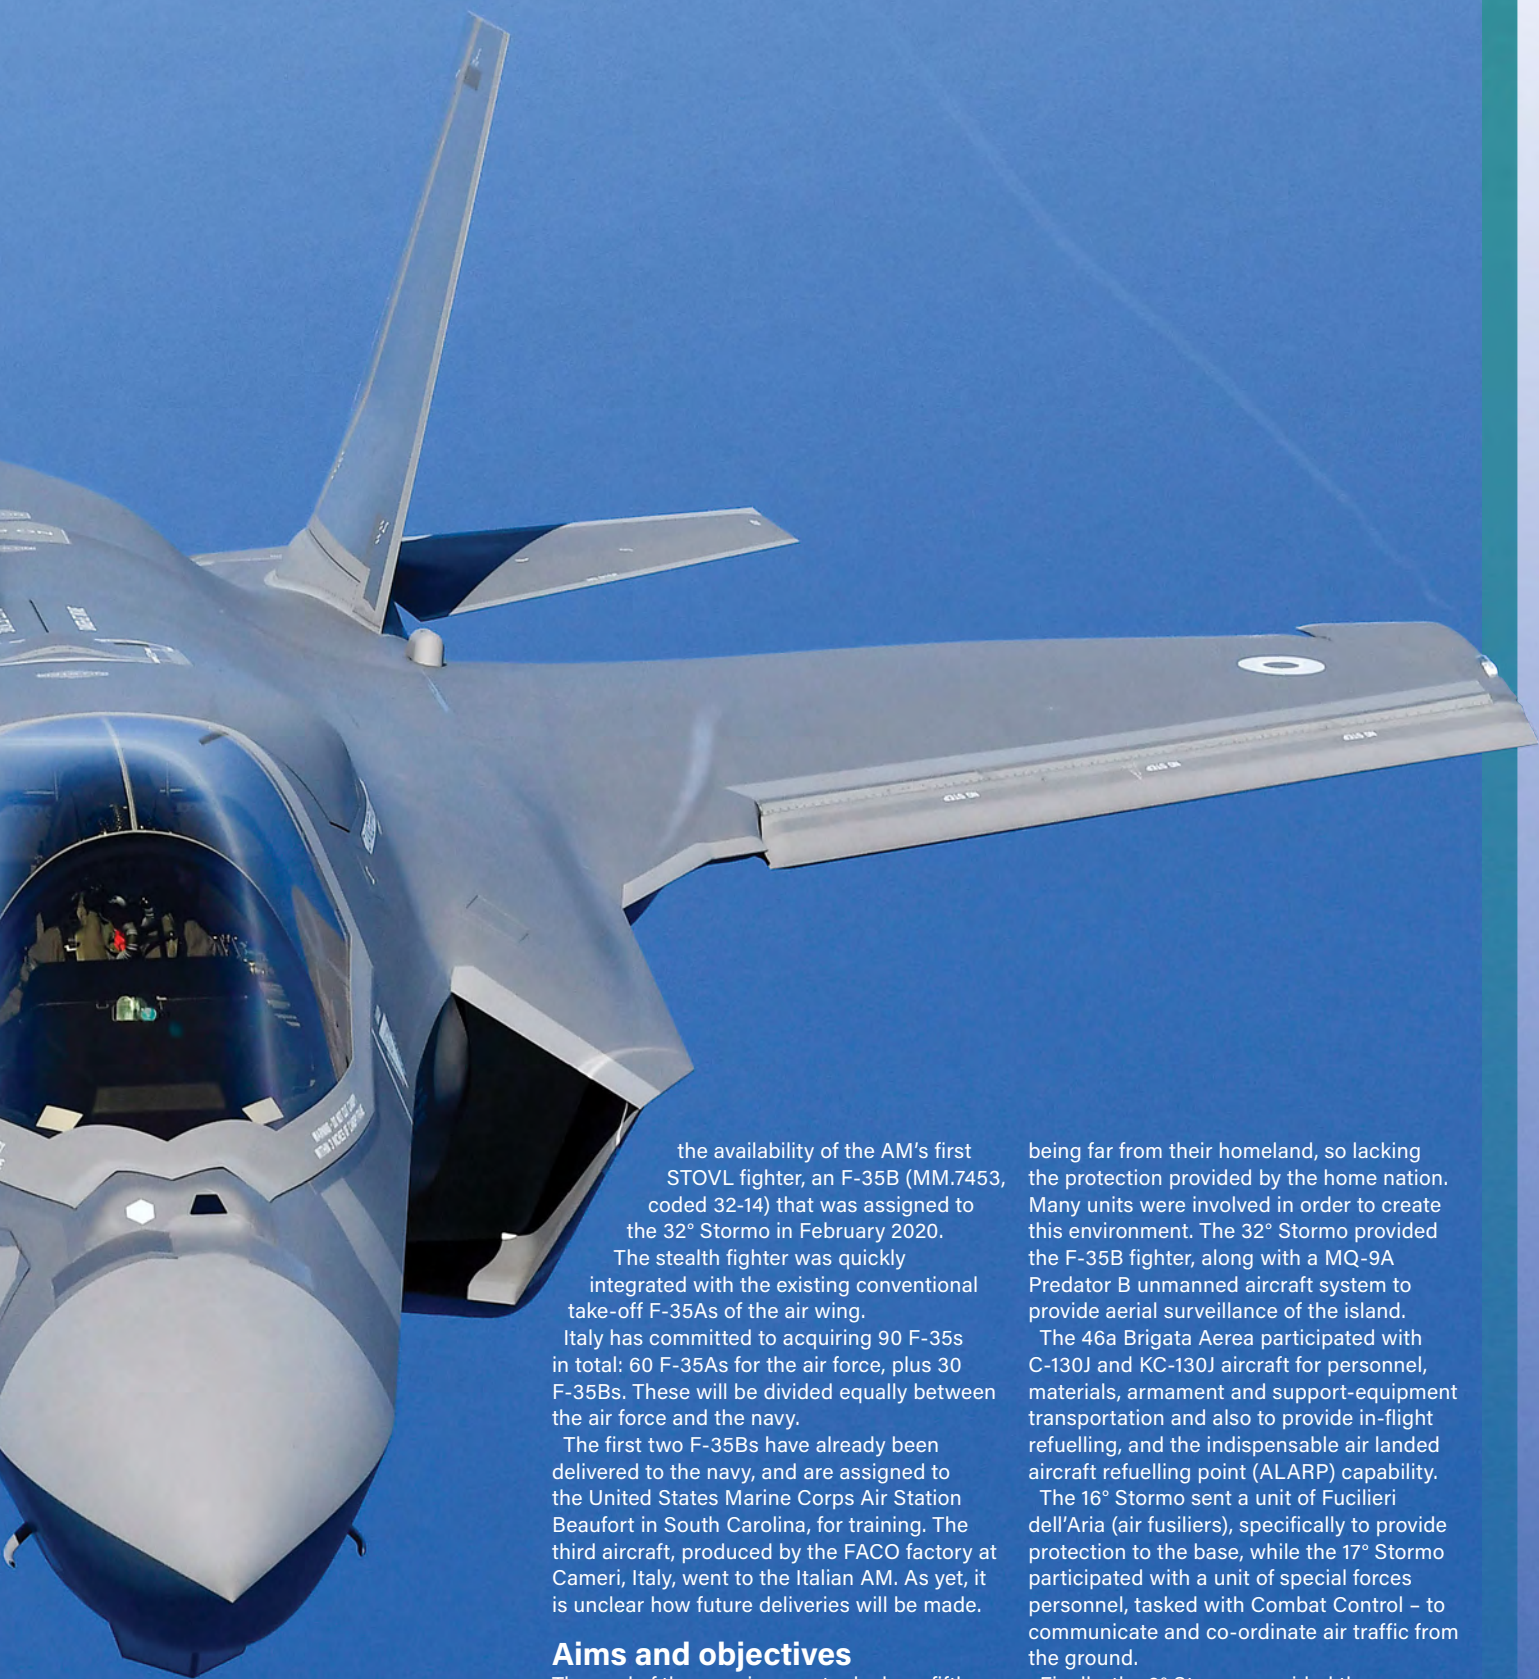 NO STEP
NO STEP
NO STEP
the availability of the AM's first
STOVL fighter, an F-35B (MM.7453,
coded 32-14) that was assigned to
the 32° Stormo in February 2020.
The stealth fighter was quickly
integrated with the existing conventional
take-off F-35As of the air wing.
Italy has committed to acquiring 90 F-35s
in total: 60 F-35As for the air force, plus 30
F-35Bs. These will be divided equally between
the air force and the navy.
The first two F-35Bs have already been
delivered to the navy, and are assigned to
the United States Marine Corps Air Station
Beaufort in South Carolina, for training. The
third aircraft, produced by the FACO factory at
Cameri, Italy, went to the Italian AM. As yet, it
is unclear how future deliveries will be made.
Aims and objectives
being far from their homeland, so lacking
the protection provided by the home nation.
Many units were involved in order to create
this environment. The 32° Stormo provided
the F-35B fighter, along with a MQ-9A
Predator B unmanned aircraft system to
provide aerial surveillance of the island.
The 46a Brigata Aerea participated with
C-130J and KC-130J aircraft for personnel,
materials, armament and support-equipment
transportation and also to provide in-flight
refuelling, and the indispensable air landed
aircraft refuelling point (ALARP) capability.
The 16° Stormo sent a unit of Fucilieri
dell'Aria (air fusiliers), specifically to provide
protection to the base, while the 17° Stormo
participated with a unit of special forces
personnel, tasked with Combat Control – to
communicate and co-ordinate air traffic from
the ground.